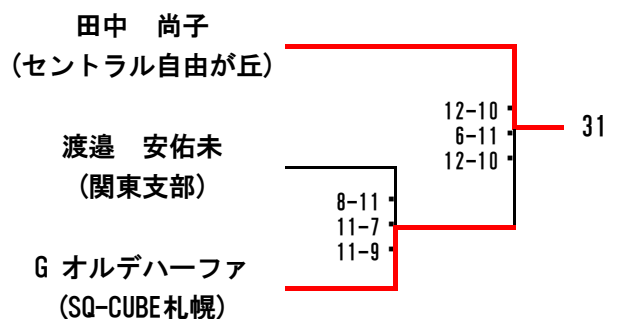 田中　尚子
(セントラル自由が丘)
12-10
6-11
12-10
31
渡邉　安佑未
(関東支部)
8-11
11-7
11-9
G オルデハーファ
(SQ-CUBE札幌)